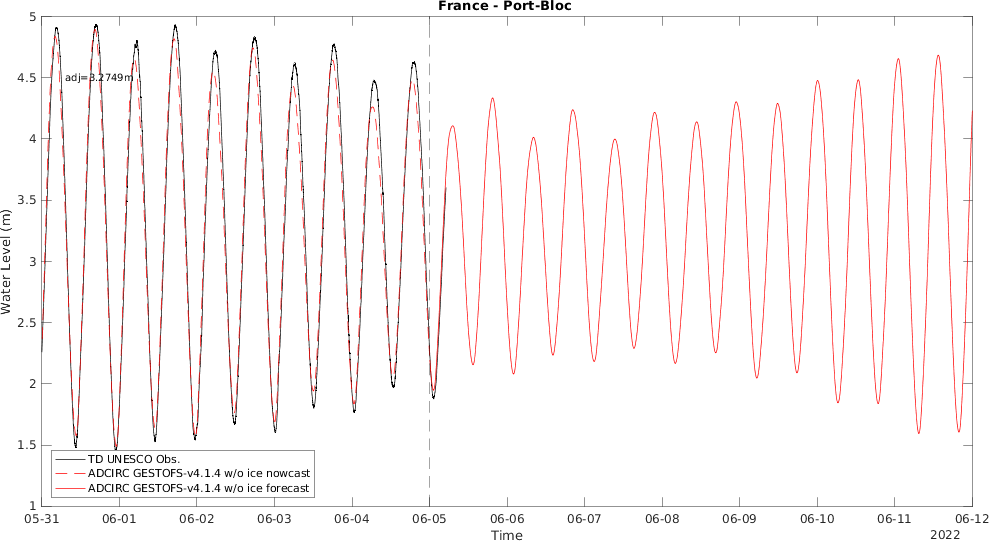 France - Port-Bloc
5
4.5
4
3.5
3
2.5
2
1.5
1
Water Level (m)
adj=3.2749m
TD UNESCO Obs.
ADCIRC GESTOFS-v4.1.4 w/o ice nowcast
ADCIRC GESTOFS-v4.1.4 w/o ice forecast
05-31 06-01 06-02 06-03 06-04 06-05 06-06 06-07 06-08 06-09 06-10 06-11 06-12
Time
2022